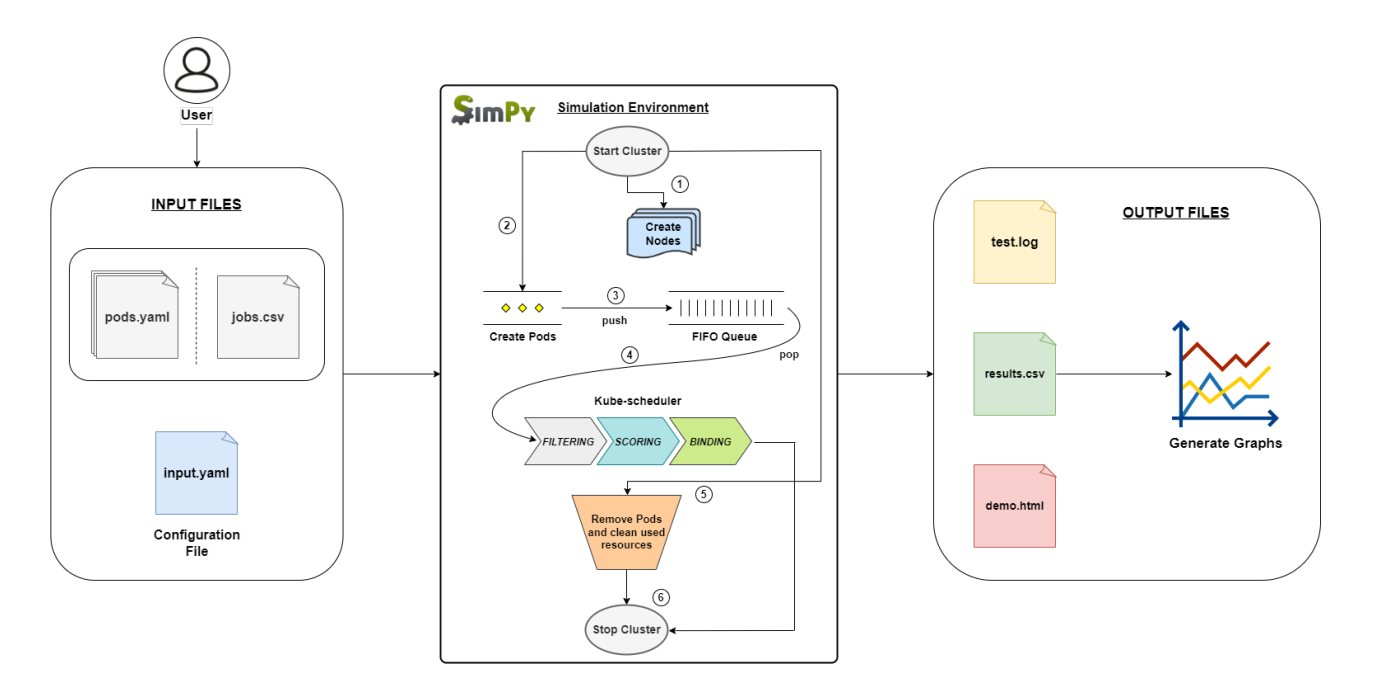 User
INPUT FILES
pods.yaml
jobs.csv
input.yaml
Configuration
File
SimPy
Simulation Environment
Start Cluster
1
2
Create
Nodes
3
push
Create Pods
FIFO Queue
4
pop
Kube-scheduler
FILTERING
SCORING
BINDING
5
Remove Pods
and clean used
resources
6
Stop Cluster
OUTPUT FILES
test.log
results.csv
Generate Graphs
demo.html